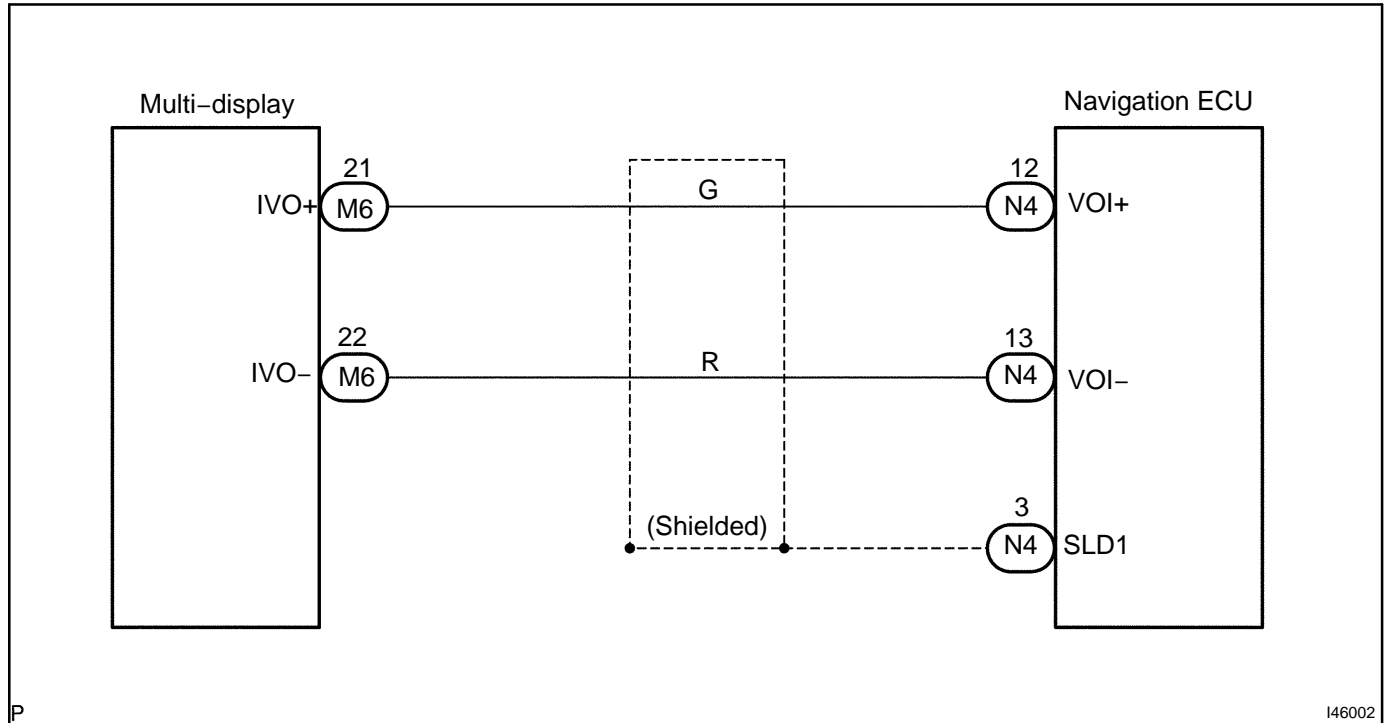 Multi−display
Navigation ECU
21
12
IVO+
M6
G
N4
VOI+
22
13
IVO−
M6
R
N4
VOI−
3
(Shielded)
N4
SLD1
P
I46002